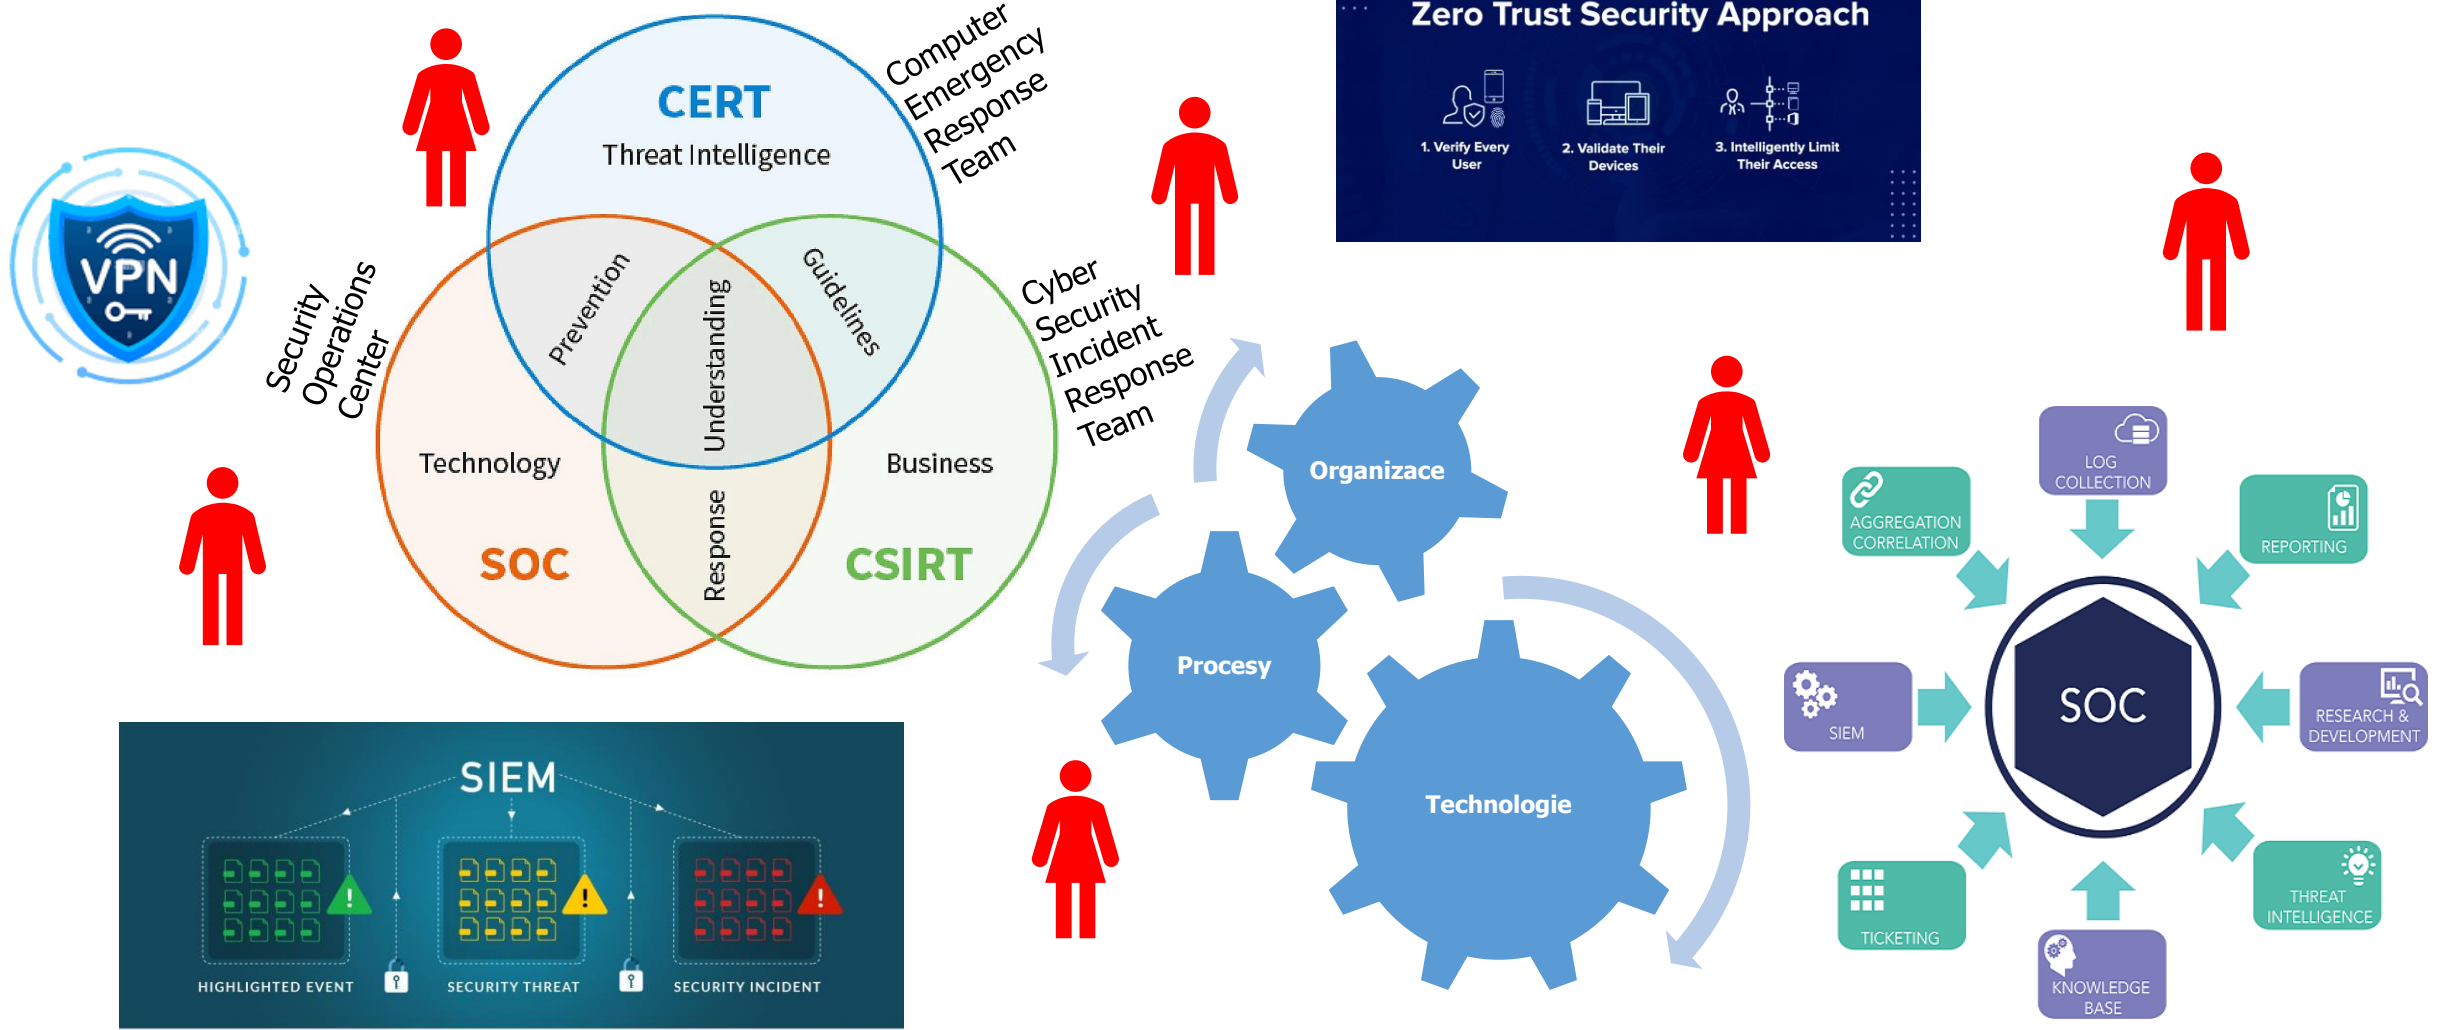 Zero Trust Security Approach
1. Verify Every
User
2. Validate Their
Devices
3. Intelligently Limit
Their Access
VPN
CERT
Threat Intelligence
Computer
Emergency
Response
Team
Security
Operations
Center
Prevention
Understanding
Guidelines
Cyber
Security
Incident
Response
Team
Technology
SOC
Response
Business
CSIRT
Organizace
Procesy
Technologie
SIEM
HIGHLIGHTED EVENT
SECURITY THREAT
SECURITY INCIDENT
LOG
COLLECTION
AGGREGATION
CORRELATION
REPORTING
SIEM
SOC
RESEARCH &
DEVELOPMENT
TICKETING
THREAT
INTELLIGENCE
KNOWLEDGE
BASE